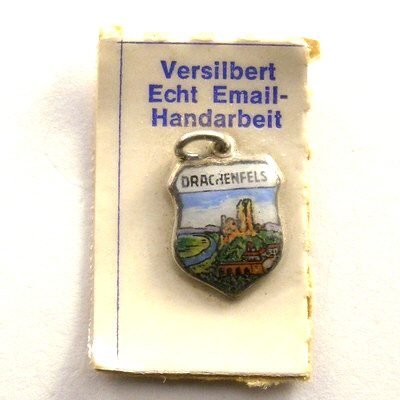 Versilbert
Echt Email-
Handarbeit
DRACHENFELS